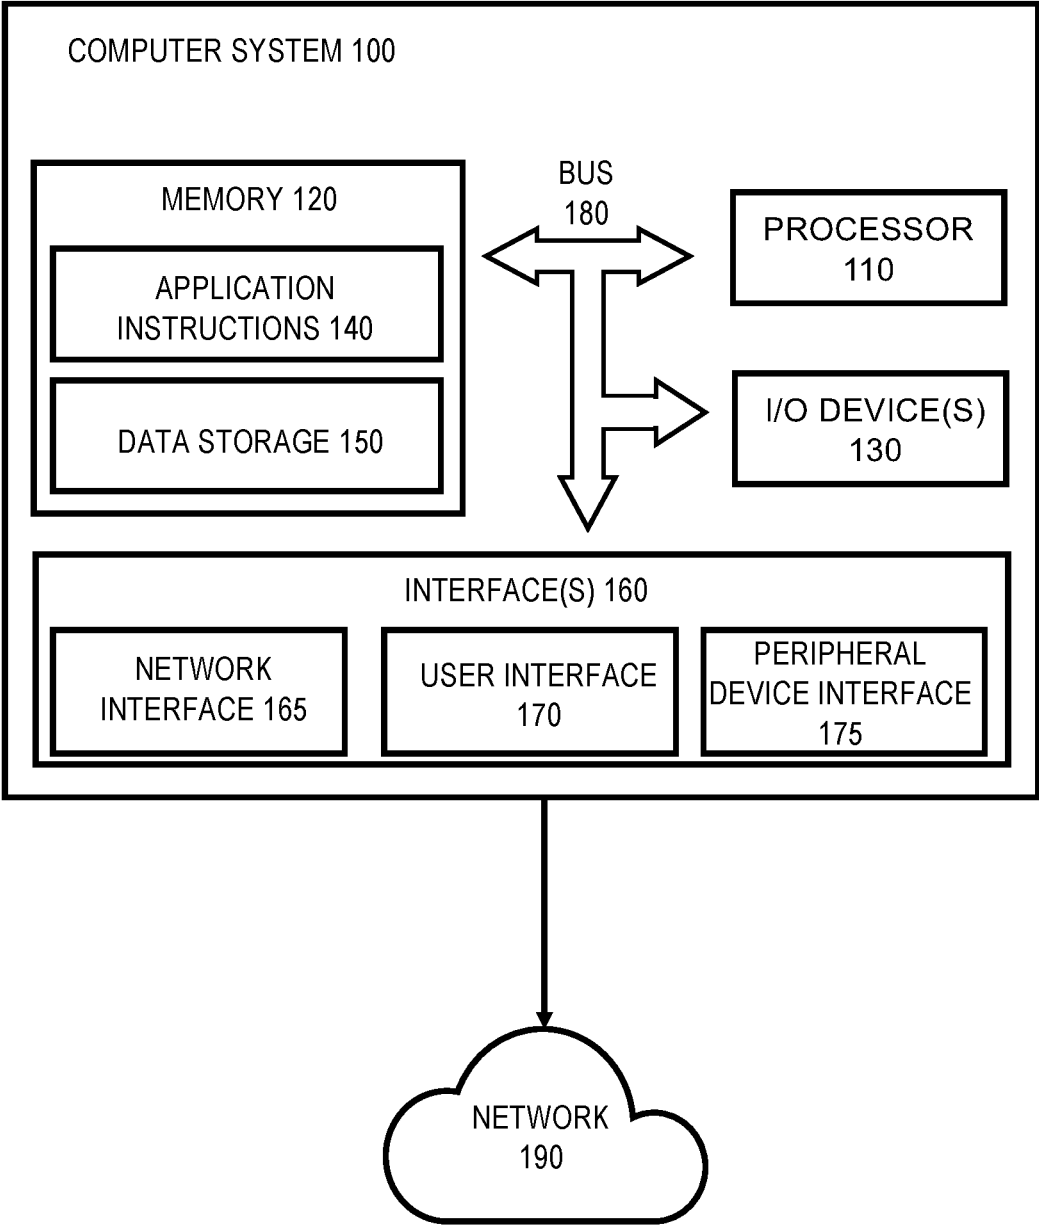 COMPUTER SYSTEM 100
MEMORY 120
APPLICATION
INSTRUCTIONS 140
DATA STORAGE 150
BUS
180
PROCESSOR
110
I/O DEVICE(S)
130
INTERFACE(S) 160
NETWORK
INTERFACE 165
USER INTERFACE
170
PERIPHERAL
DEVICE INTERFACE
175
NETWORK
190